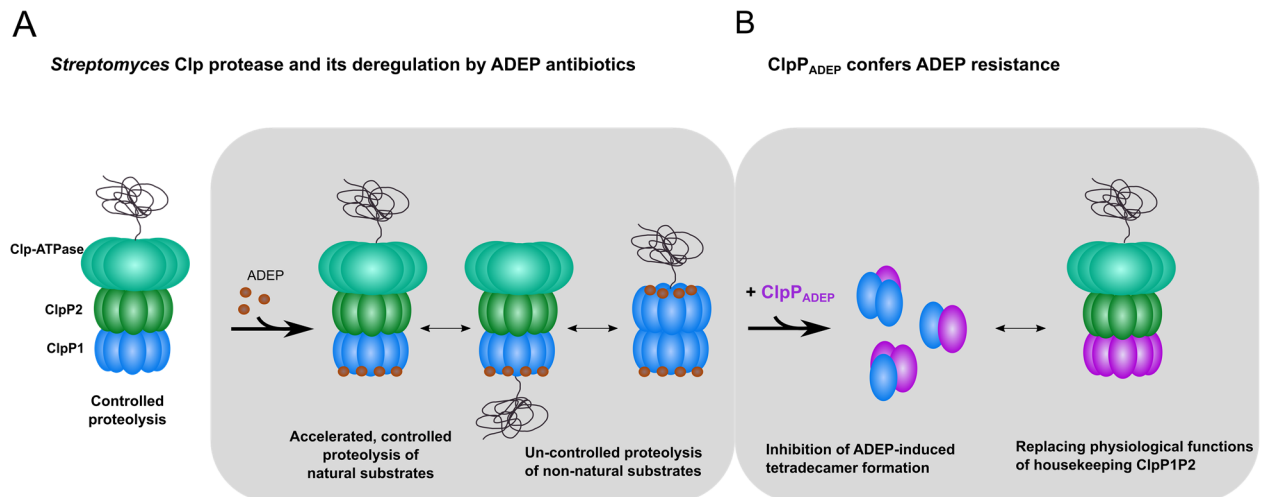 A
B
Streptomyces Clp protease and its deregulation by ADEP antibiotics
ClpP_ADEP confers ADEP resistance
Clp-ATPase
ClpP2
ClpP1
Controlled
proteolysis
ADEP
Accelerated, controlled
proteolysis of
natural substrates
Un-controlled proteolysis
of non-natural substrates
+ ClpP_ADEP
Inhibition of ADEP-induced
tetradecamer formation
Replacing physiological functions
of housekeeping ClpP1P2